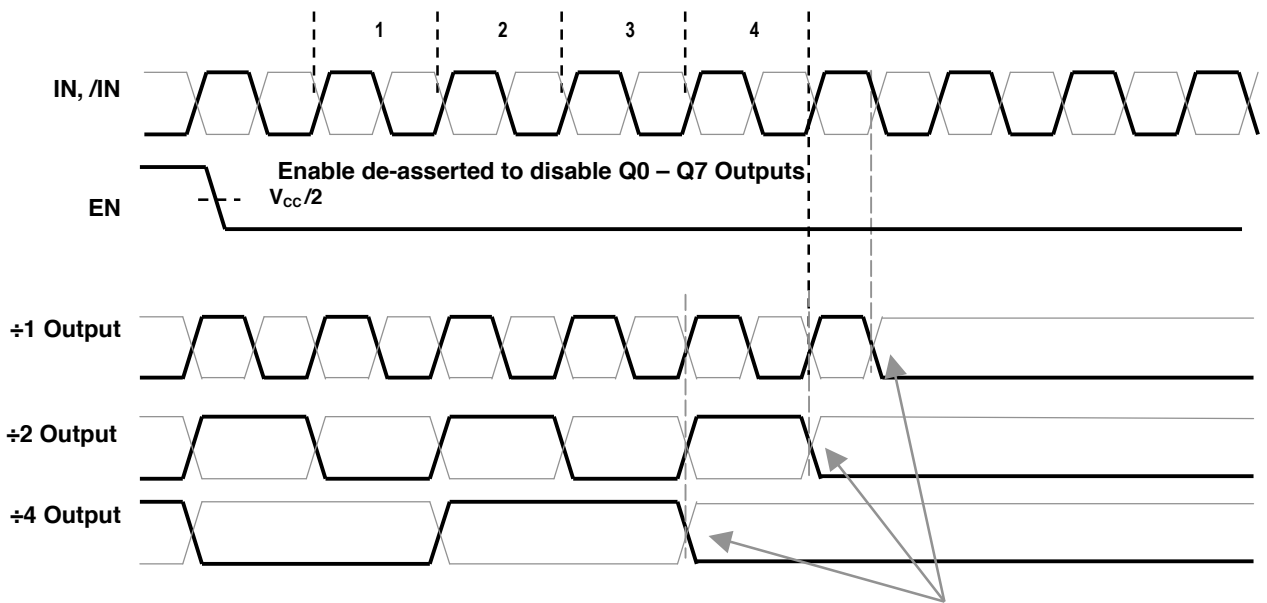 1 2 3 4
IN, /IN
Enable de-asserted to disable Q0 – Q7 Outputs
VCC/2
EN
÷1 Output
÷2 Output
÷4 Output